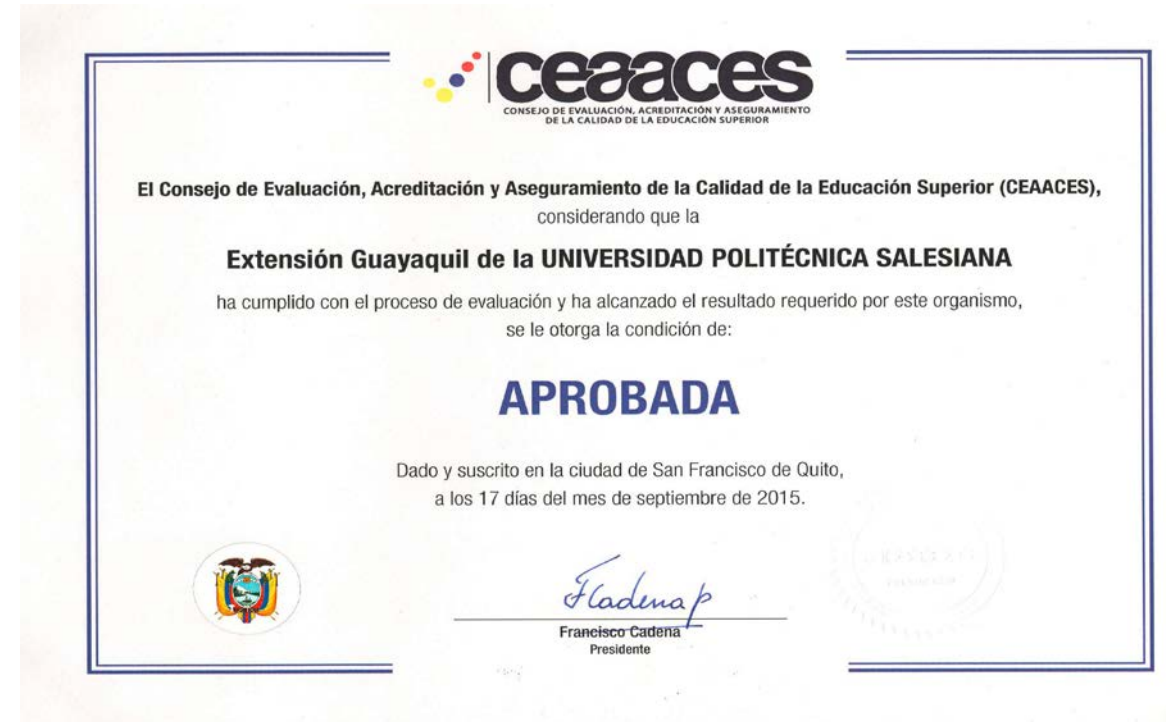 ceaaces
CONSEJO DE EVALUACIÓN, ACREDITACIÓN Y ASEGURAMIENTO
DE LA CALIDAD DE LA EDUCACIÓN SUPERIOR
El Consejo de Evaluación, Acreditación y Aseguramiento de la Calidad de la Educación Superior (CEAACES),
considerando que la
Extensión Guayaquil de la UNIVERSIDAD POLITÉCNICA SALESIANA
ha cumplido con el proceso de evaluación y ha alcanzado el resultado requerido por este organismo,
se le otorga la condición de:
APROBADA
Dado y suscrito en la ciudad de San Francisco de Quito,
a los 17 días del mes de septiembre de 2015.
FCadena p
Francisco Cadena
Presidente